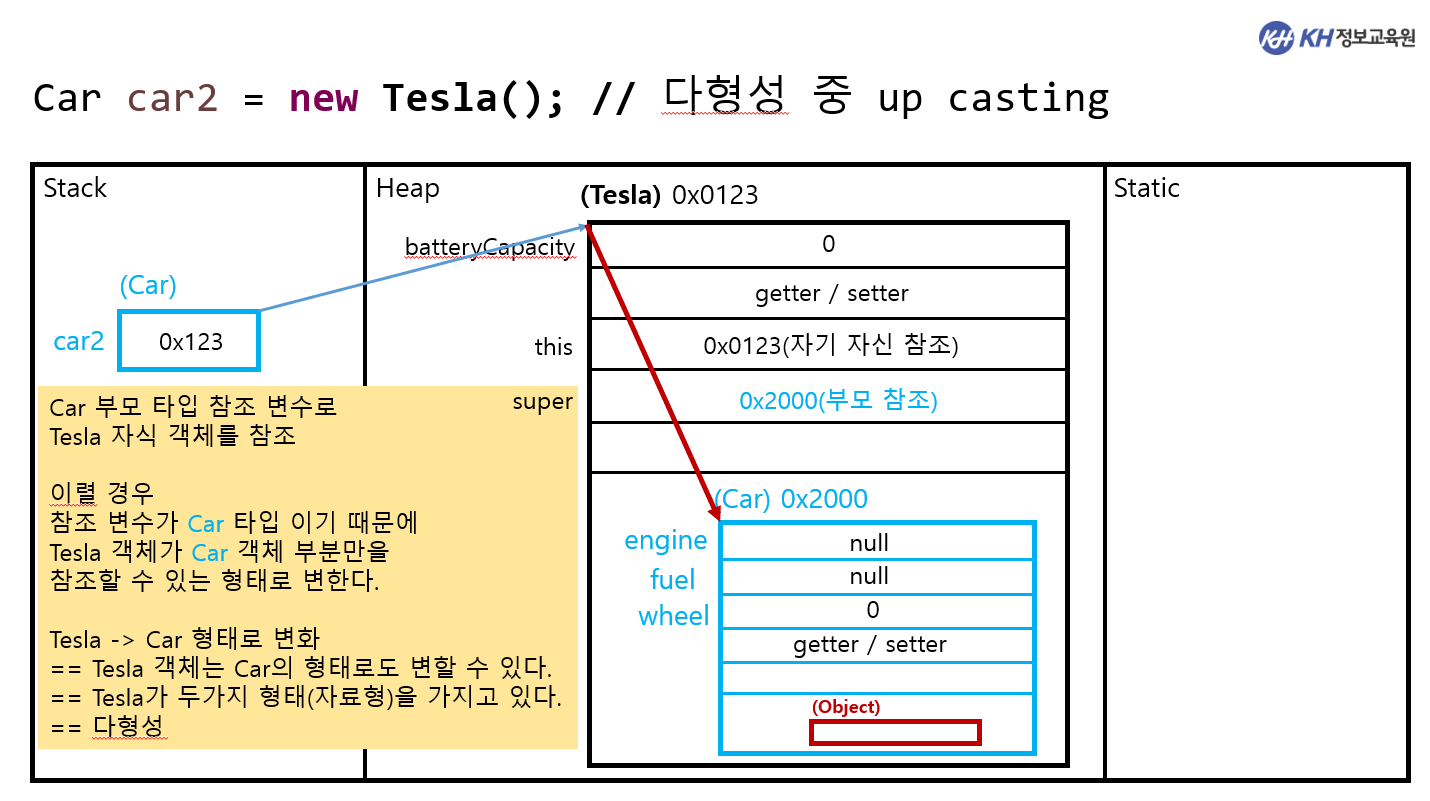 KH KH정보교육원
Car car2 = new Tesla(); // 다형성 중 up casting
Stack
Heap
Static
(Tesla) 0x0123
batteryCapacity
0
getter / setter
(Car)
car2
0x123
this
0x0123(자기 자신 참조)
super
0x2000(부모 참조)
Car 부모 타입 참조 변수로
Tesla 자식 객체를 참조
이렬 경우
참조 변수가 Car 타입 이기 때문에
Tesla 객체가 Car 객체 부분만을
참조할 수 있는 형태로 변한다.
Tesla -> Car 형태로 변화
== Tesla 객체는 Car의 형태로도 변할 수 있다.
== Tesla가 두가지 형태(자료형)을 가지고 있다.
== 다형성
(Car) 0x2000
engine
null
fuel
null
wheel
0
getter / setter
(Object)